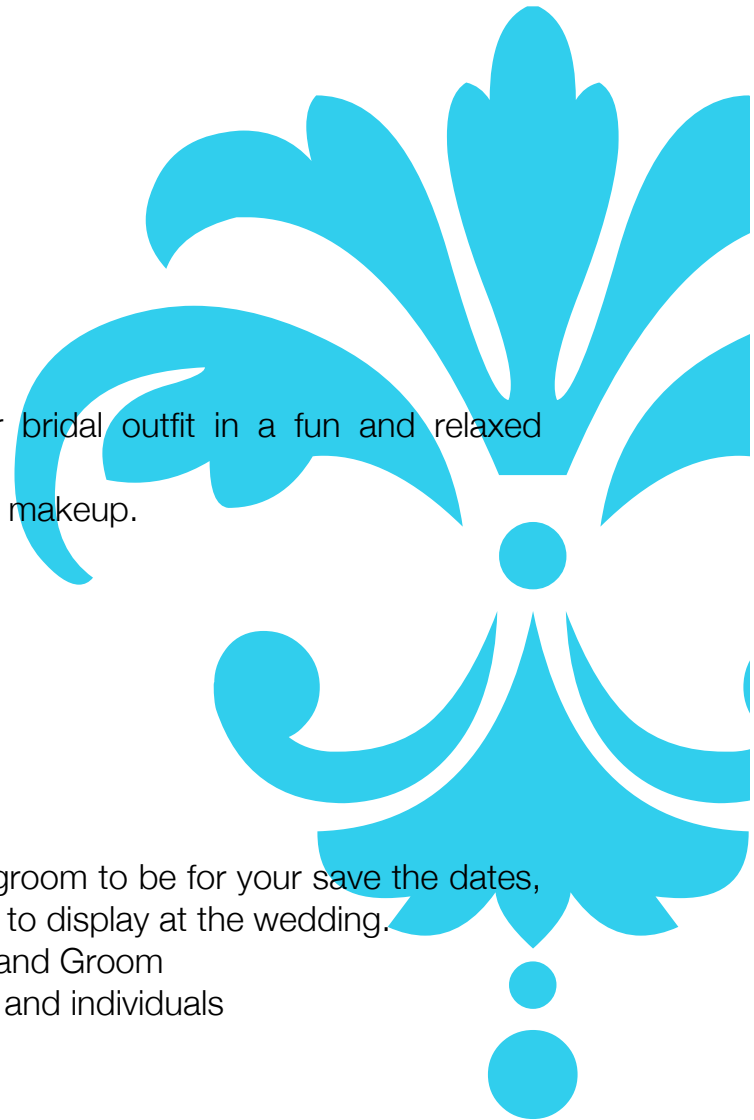 bridal outfit in a fun and relaxed
makeup.
groom to be for your save the dates,
to display at the wedding.
and Groom
and individuals